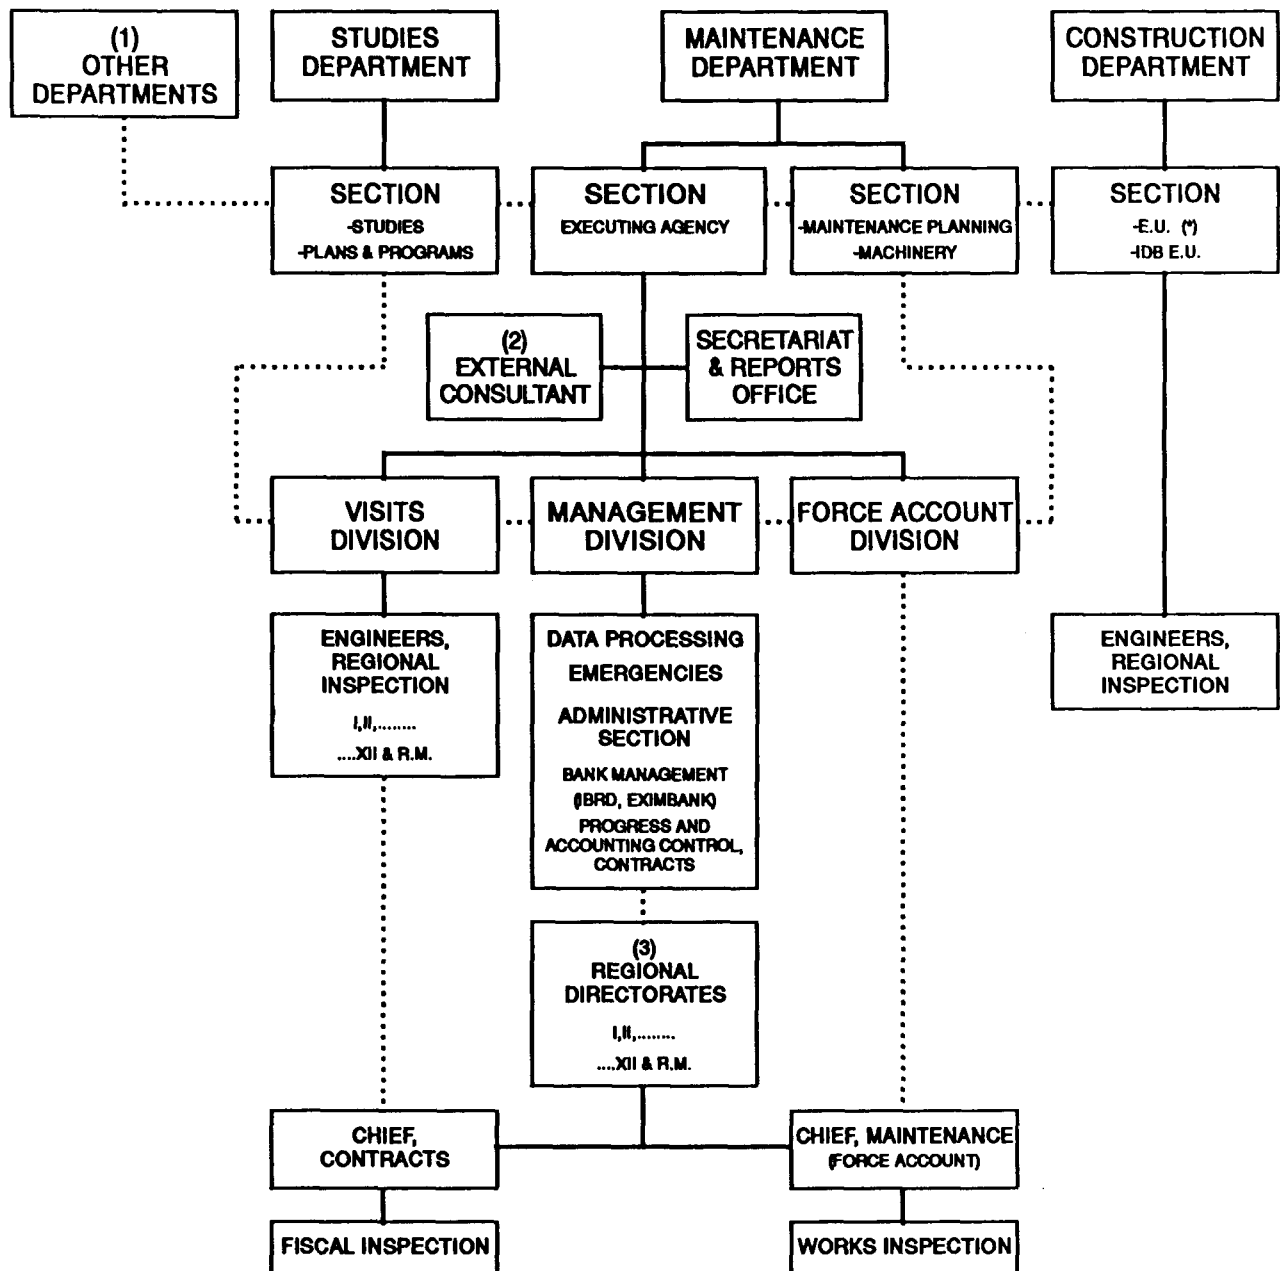 (1)
OTHER
DEPARTMENTS
STUDIES
DEPARTMENT
MAINTENANCE
DEPARTMENT
CONSTRUCTION
DEPARTMENT
SECTION
-STUDIES
-PLANS & PROGRAMS
SECTION
EXECUTING AGENCY
SECTION
-MAINTENANCE PLANNING
-MACHINERY
SECTION
-E.U. (*)
-IDB E.U.
(2)
EXTERNAL
CONSULTANT
SECRETARIAT
& REPORTS
OFFICE
VISITS
DIVISION
MANAGEMENT
DIVISION
FORCE ACCOUNT
DIVISION
ENGINEERS,
REGIONAL
INSPECTION
I,II,........
....XII & R.M.
DATA PROCESSING
EMERGENCIES
ADMINISTRATIVE
SECTION
BANK MANAGEMENT
(IBRD, EXIMBANK)
PROGRESS AND
ACCOUNTING CONTROL,
CONTRACTS
ENGINEERS,
REGIONAL
INSPECTION
(3)
REGIONAL
DIRECTORATES
I,II,........
....XII & R.M.
CHIEF,
CONTRACTS
CHIEF, MAINTENANCE
(FORCE ACCOUNT)
FISCAL INSPECTION
WORKS INSPECTION